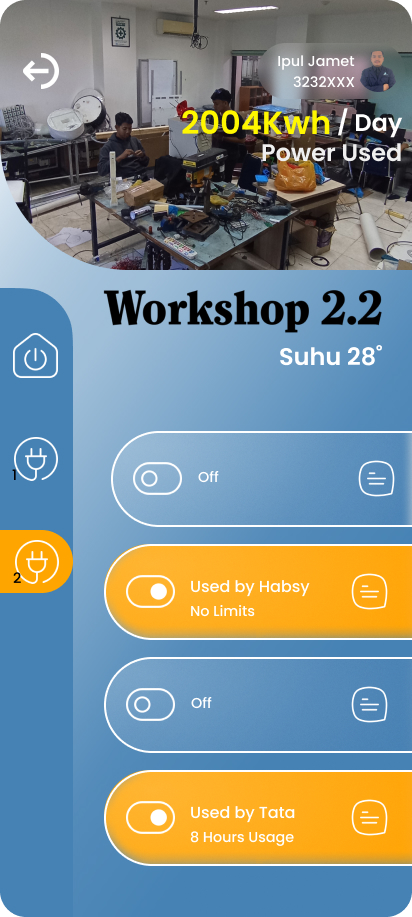 Ipul Jamet
3232XXX
2004Kwh / Day
Power Used
Workshop 2.2
Suhu 28°
1
2
Off
Used by Habsy
No Limits
Off
Used by Tata
8 Hours Usage